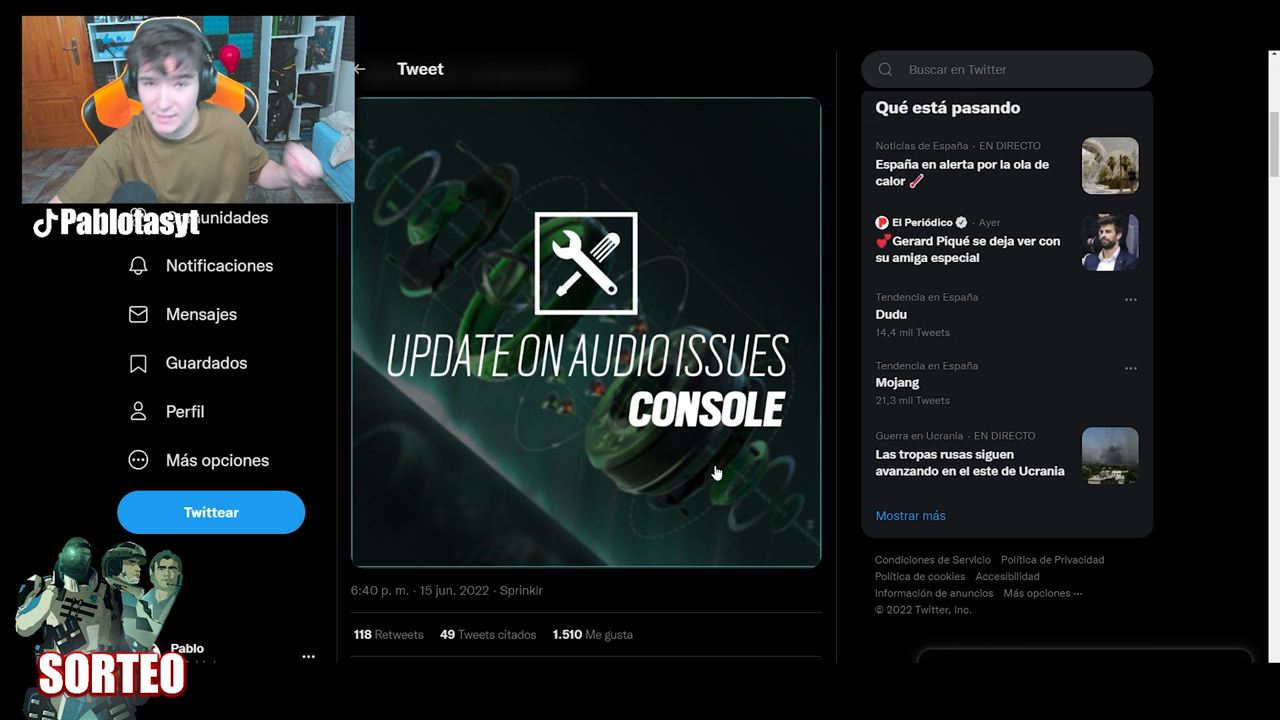 Tweet
Pablotasyt
Notificaciones
Mensajes
Guardados
Perfil
Más opciones
Twittear
Pablo
SORTEO
UPDATE ON AUDIO ISSUES
CONSOLE
6:40 p. m. · 15 jun. 2022 · Sprinklr
118 Retweets 49 Tweets citados 1.510 Me gusta
Buscar en Twitter
Qué está pasando
Noticias de España · EN DIRECTO
España en alerta por la ola de
calor
El Periódico · Ayer
Gerard Piqué se deja ver con
su amiga especial
Tendencia en España
Dudu
14,4 mil Tweets
Tendencia en España
Mojang
21,3 mil Tweets
Guerra en Ucrania · EN DIRECTO
Las tropas rusas siguen
avanzando en el este de Ucrania
Mostrar más
Condiciones de Servicio Política de Privacidad
Política de cookies Accesibilidad
Información de anuncios Más opciones ···
© 2022 Twitter, Inc.